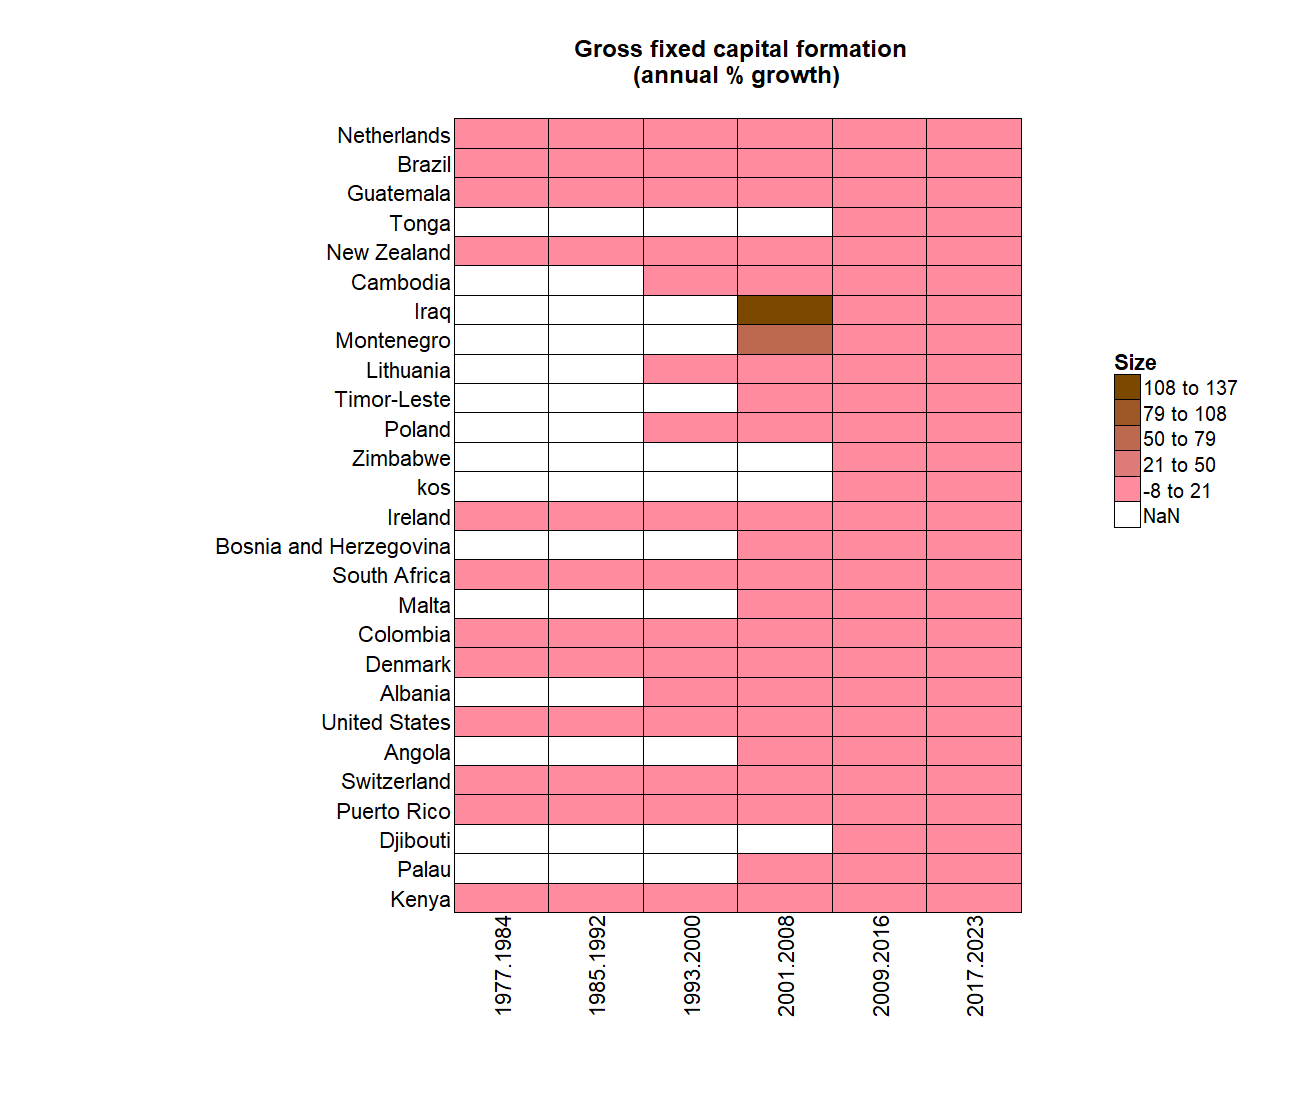 Gross fixed capital formation
(annual % growth)
Netherlands
Brazil
Guatemala
Tonga
New Zealand
Cambodia
Iraq
Montenegro
Lithuania
Timor-Leste
Poland
Zimbabwe
kos
Ireland
Bosnia and Herzegovina
South Africa
Malta
Colombia
Denmark
Albania
United States
Angola
Switzerland
Puerto Rico
Djibouti
Palau
Kenya
1977.1984
1985.1992
1993.2000
2001.2008
2009.2016
2017.2023
Size
108 to 137
79 to 108
50 to 79
21 to 50
-8 to 21
NaN